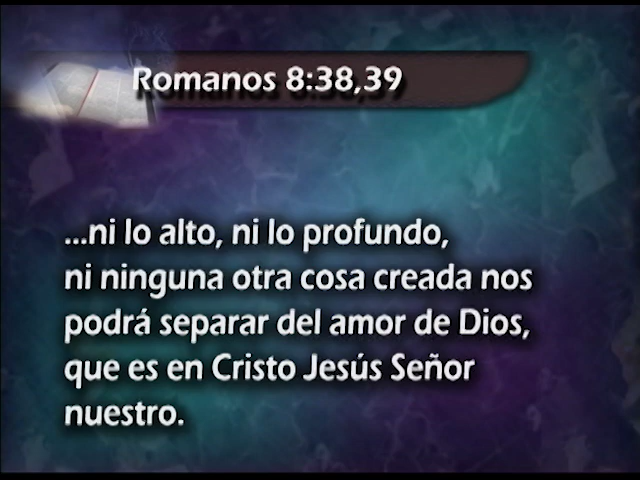 Romanos 8:38,39
...ni lo alto, ni lo profundo,
ni ninguna otra cosa creada nos
podrá separar del amor de Dios,
que es en Cristo Jesús Señor
nuestro.